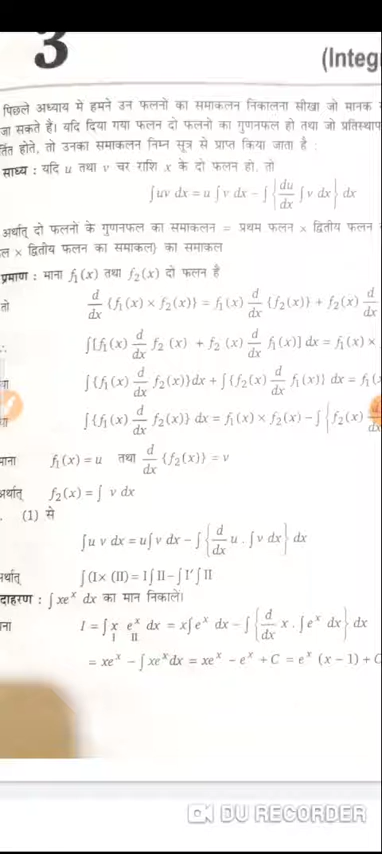 3
(Integ
पिछले अध्याय मे हमने उन फलनों का समाकलन निकालना सीखा जो मानक
जा सकते हैं। यदि दिया गया फलन दो फलनों का गुणनफल हो तथा जो प्रतिस्थाप
र्तित होते, तो उनका समाकलन निम्न सूत्र से प्राप्त किया जाता है :
साध्य : यदि u तथा v चर राशि x के दो फलन हो, तो
∫uv dx = u ∫v dx − ∫{du/dx ∫v dx} dx
अर्थात् दो फलनों के गुणनफल का समाकलन = प्रथम फलन × द्वितीय फलन
ल × द्वितीय फलन का समाकल) का समाकल
प्रमाण : माना f₁(x) तथा f₂(x) दो फलन है
तो d/dx {f₁(x) × f₂(x)} = f₁(x) d/dx {f₂(x)} + f₂(x) d/dx
∴ ∫[f₁(x) d/dx f₂ (x) + f₂ (x) d/dx f₁(x)] dx = f₁(x) ×
या ∫{f₁(x) d/dx f₂(x)}dx + ∫{f₂(x) d/dx f₁(x)} dx = f₁(x
या ∫{f₁(x) d/dx f₂(x)} dx = f₁(x) × f₂(x) − ∫{f₂(x) d/dx
माना f₁(x) = u तथा d/dx {f₂(x)} = v
अर्थात् f₂(x) = ∫ v dx
. (1) से
∫u v dx = u∫v dx − ∫{d/dx u . ∫v dx} dx
र्थात् ∫(I× (II) = I∫II−∫I′∫II
दाहरण : ∫xeˣ dx का मान निकालें।
ना I = ∫x eˣ dx = x∫eˣ dx − ∫{d/dx x . ∫eˣ dx} dx
I II
= xeˣ − ∫xeˣdx = xeˣ − eˣ + C = eˣ (x − 1) + C
DU RECORDER